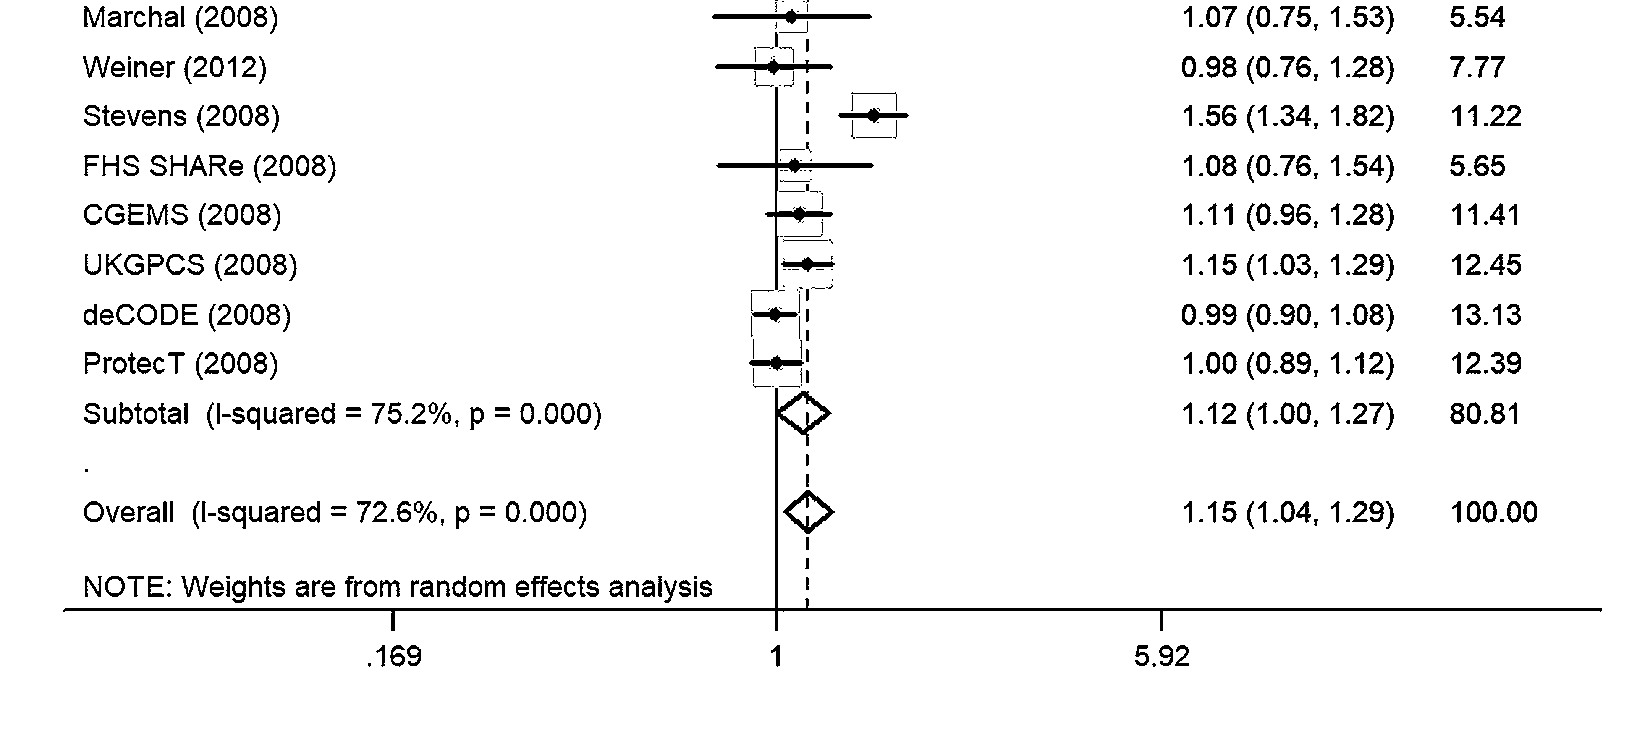 Marchal (2008) 1.07 (0.75, 1.53) 5.54
Weiner (2012) 0.98 (0.76, 1.28) 7.77
Stevens (2008) 1.56 (1.34, 1.82) 11.22
FHS SHARe (2008) 1.08 (0.76, 1.54) 5.65
CGEMS (2008) 1.11 (0.96, 1.28) 11.41
UKGPCS (2008) 1.15 (1.03, 1.29) 12.45
deCODE (2008) 0.99 (0.90, 1.08) 13.13
ProtecT (2008) 1.00 (0.89, 1.12) 12.39
Subtotal (I-squared = 75.2%, p = 0.000) 1.12 (1.00, 1.27) 80.81
.
Overall (I-squared = 72.6%, p = 0.000) 1.15 (1.04, 1.29) 100.00
NOTE: Weights are from random effects analysis
.169 1 5.92